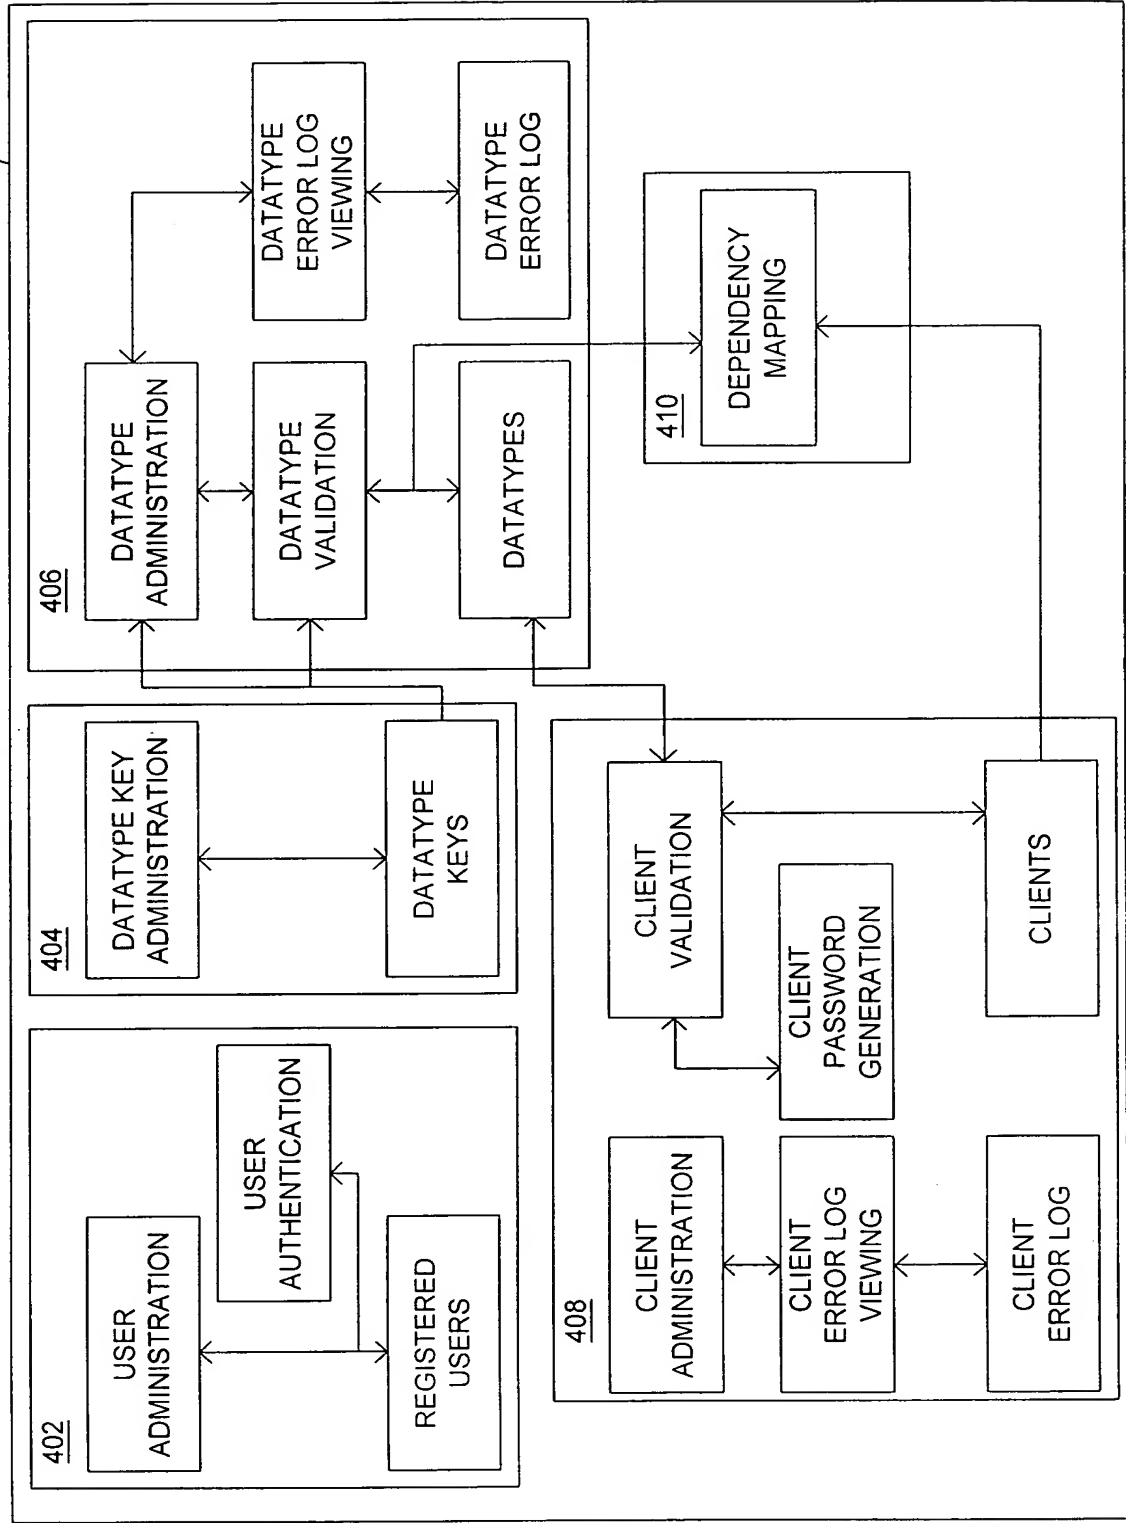 402
USER
ADMINISTRATION
USER
AUTHENTICATION
REGISTERED
USERS
404
DATATYPE KEY
ADMINISTRATION
DATATYPE
KEYS
406
DATATYPE
ADMINISTRATION
DATATYPE
VALIDATION
DATATYPES
DATATYPE
ERROR LOG
VIEWING
DATATYPE
ERROR LOG
408
CLIENT
ADMINISTRATION
CLIENT
ERROR LOG
VIEWING
CLIENT
ERROR LOG
CLIENT
VALIDATION
CLIENT
PASSWORD
GENERATION
CLIENTS
410
DEPENDENCY
MAPPING